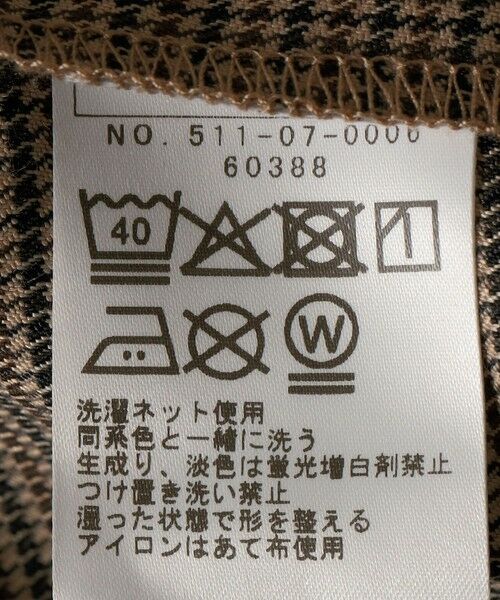 NO. 511-07-0006
60388
40
W
洗濯ネット使用
同系色と一緒に洗う
生成り、淡色は蛍光増白剤禁止
つけ置き洗い禁止
湿った状態で形を整える
アイロンはあて布使用